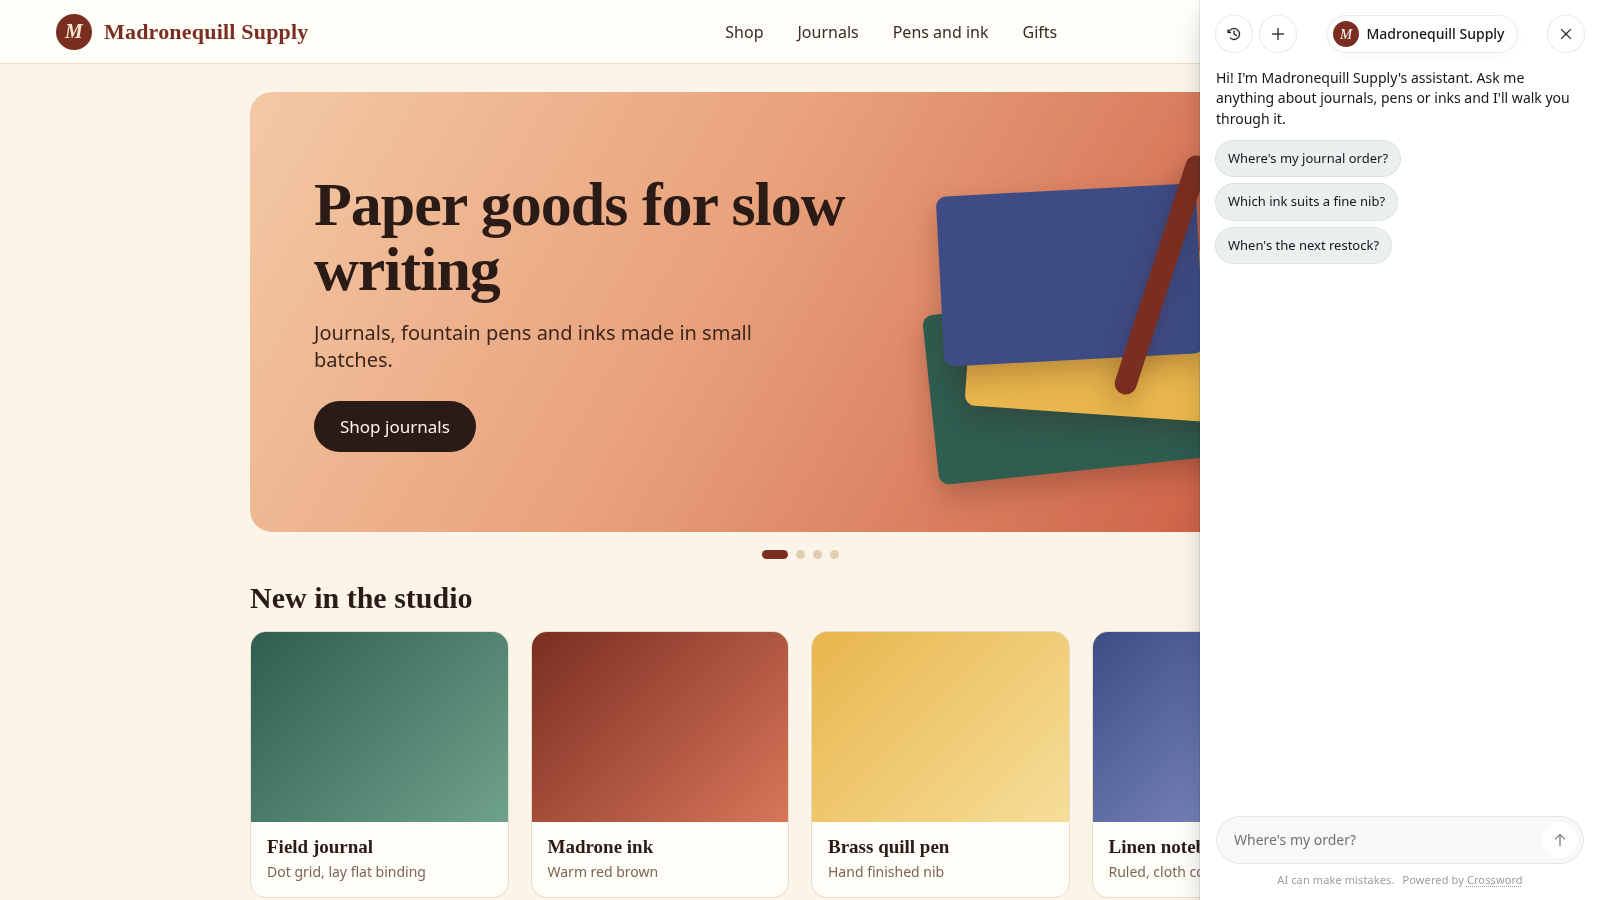 M Madronequill Supply
Shop Journals Pens and ink Gifts
Paper goods for slow
writing
Journals, fountain pens and inks made in small
batches.
Shop journals
New in the studio
Field journal
Dot grid, lay flat binding
Madrone ink
Warm red brown
Brass quill pen
Hand finished nib
Linen
Ruled, cloth
M Madronequill Supply
Hi! I'm Madronequill Supply's assistant. Ask me
anything about journals, pens or inks and I'll walk you
through it.
Where's my journal order?
Which ink suits a fine nib?
When's the next restock?
Where's my order?
AI can make mistakes. Powered by Crossword